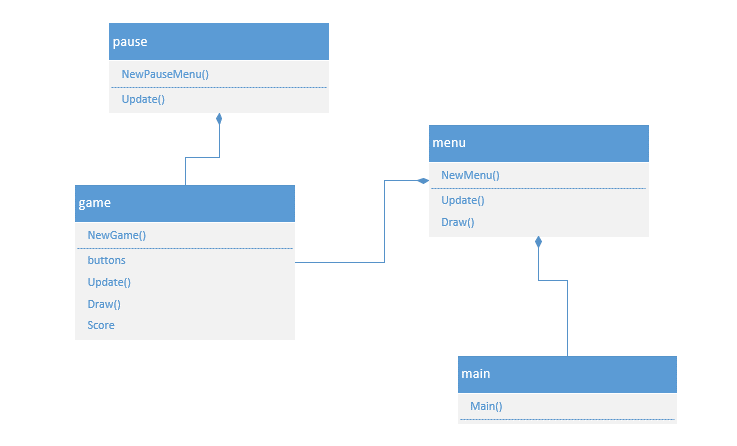 pause
NewPauseMenu()
Update()
menu
NewMenu()
Update()
Draw()
game
NewGame()
buttons
Update()
Draw()
Score
main
Main()